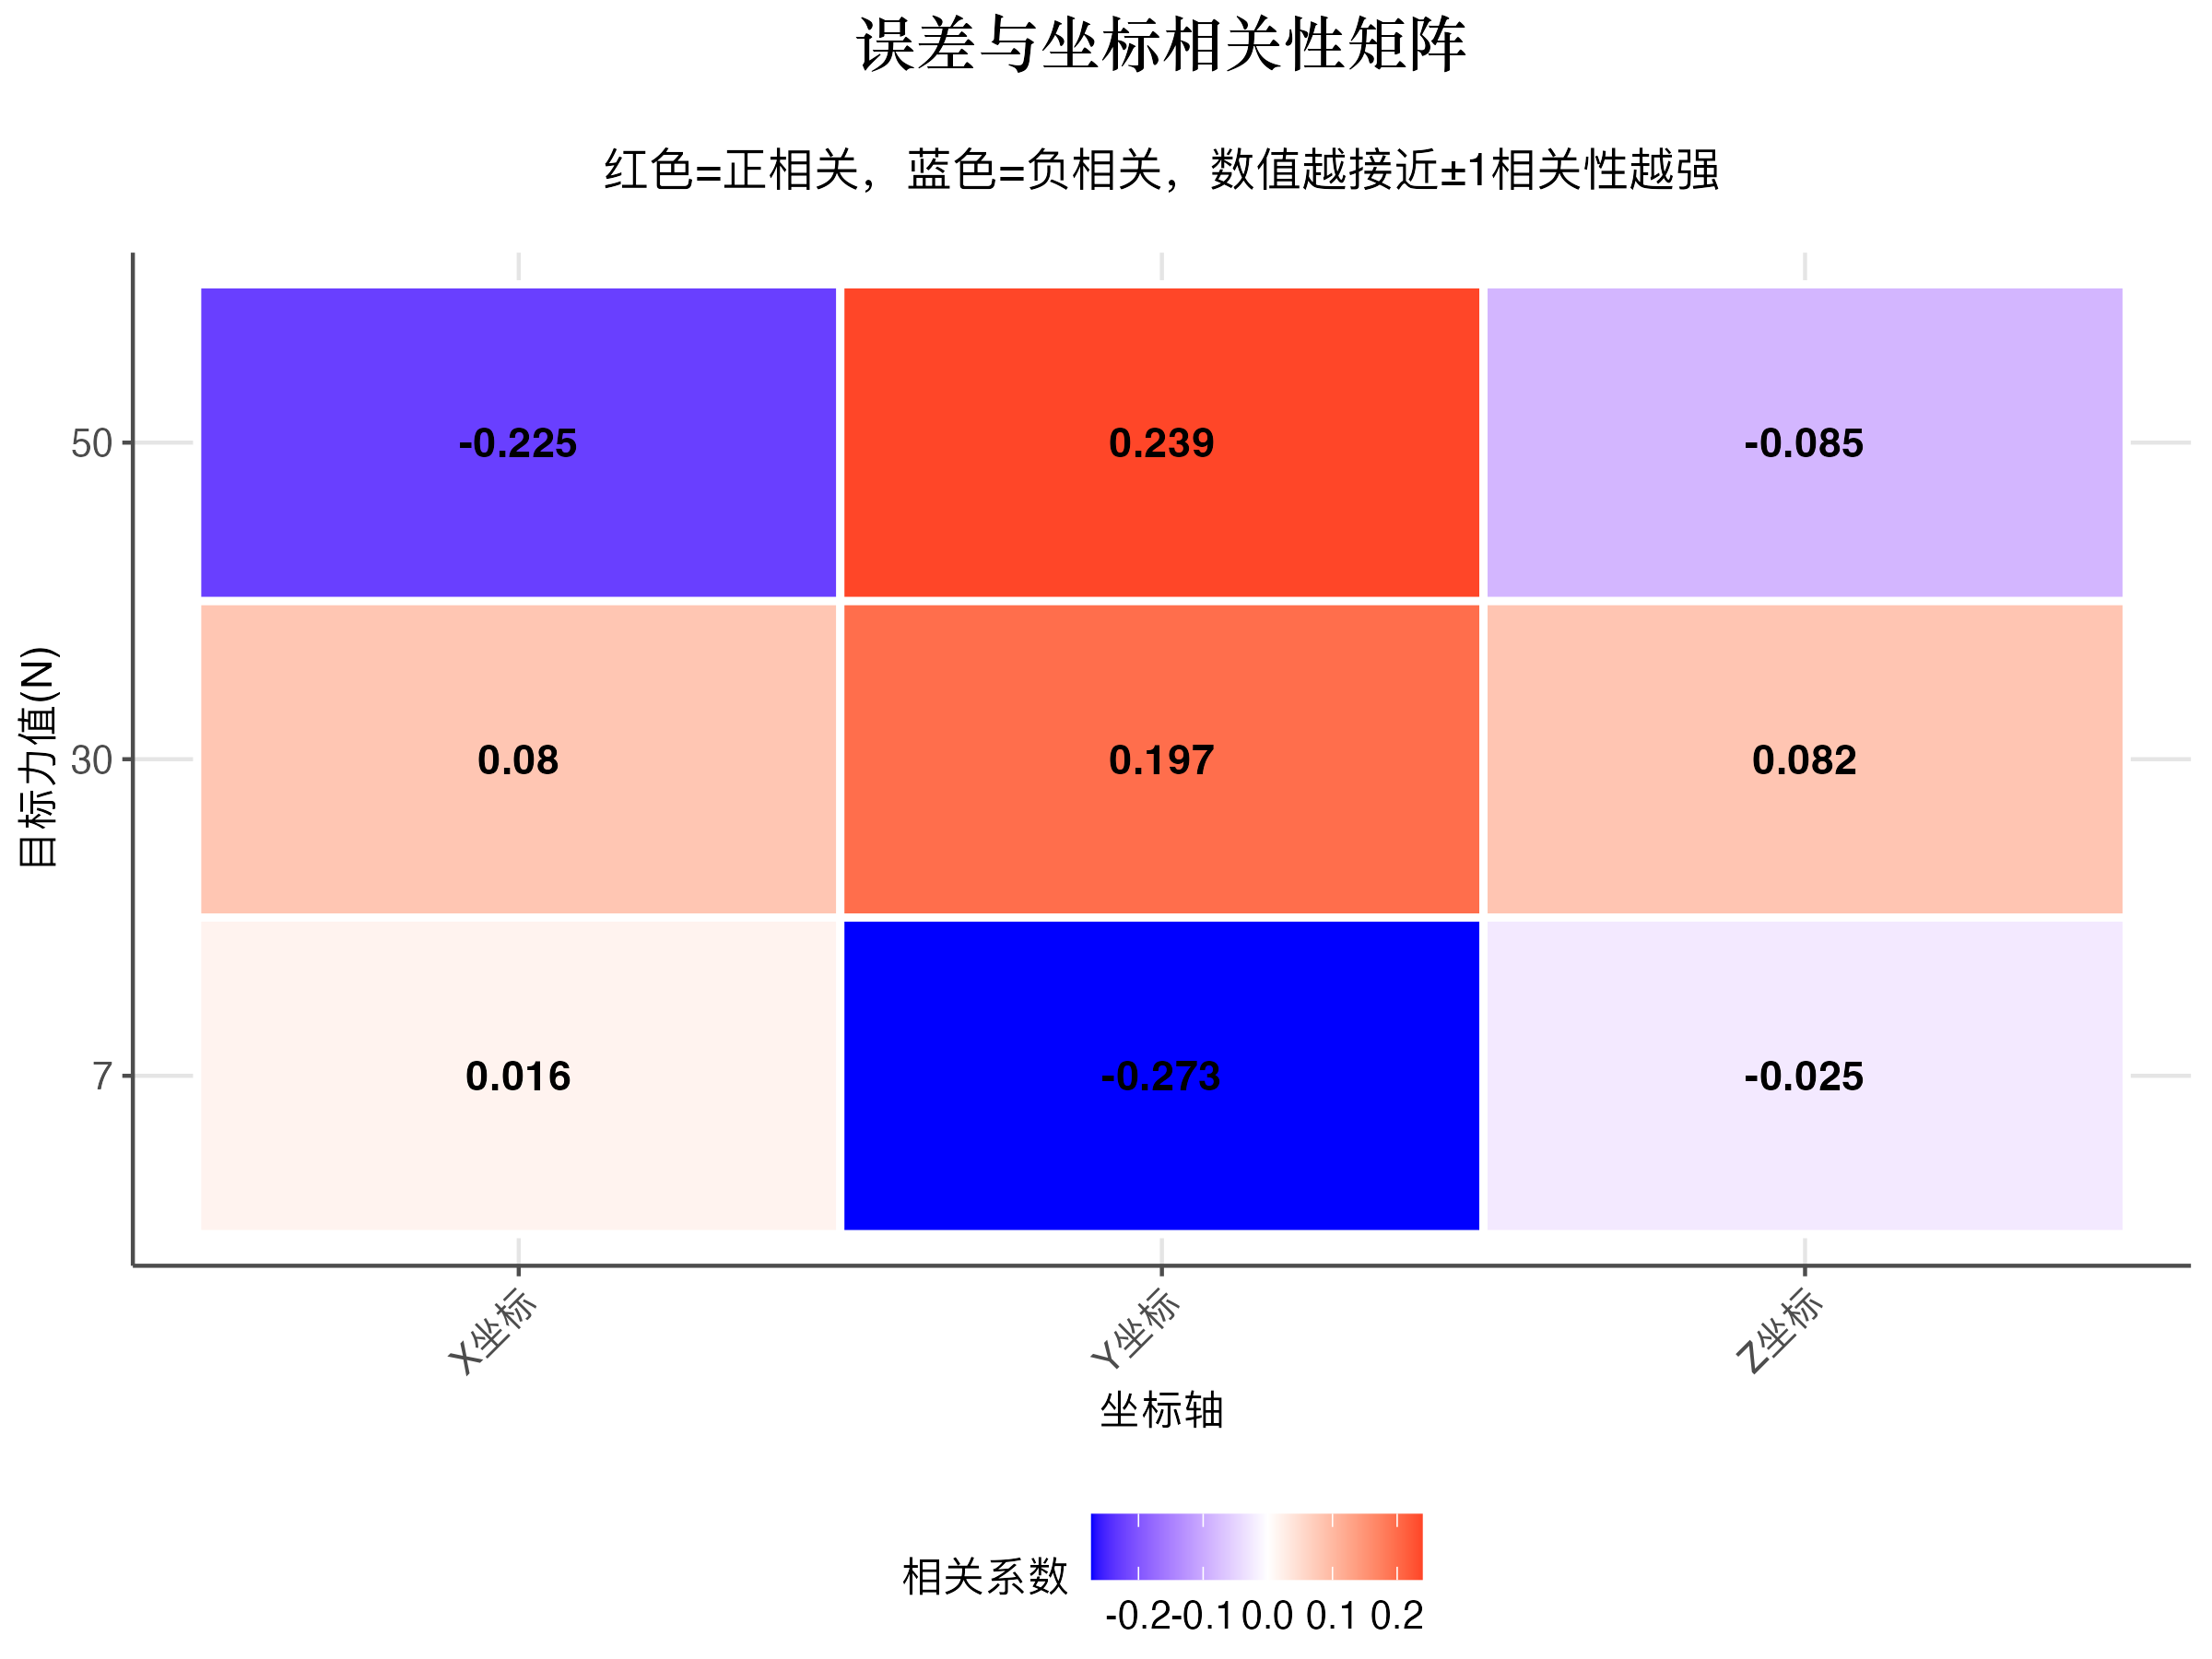 误差与坐标相关性矩阵
红色=正相关，蓝色=负相关，数值越接近±1相关性越强
目标力值(N)
50
-0.225
0.239
-0.085
30
0.08
0.197
0.082
7
0.016
-0.273
-0.025
X坐标
Y坐标
Z坐标
坐标轴
相关系数
-0.2
-0.1
0.0
0.1
0.2